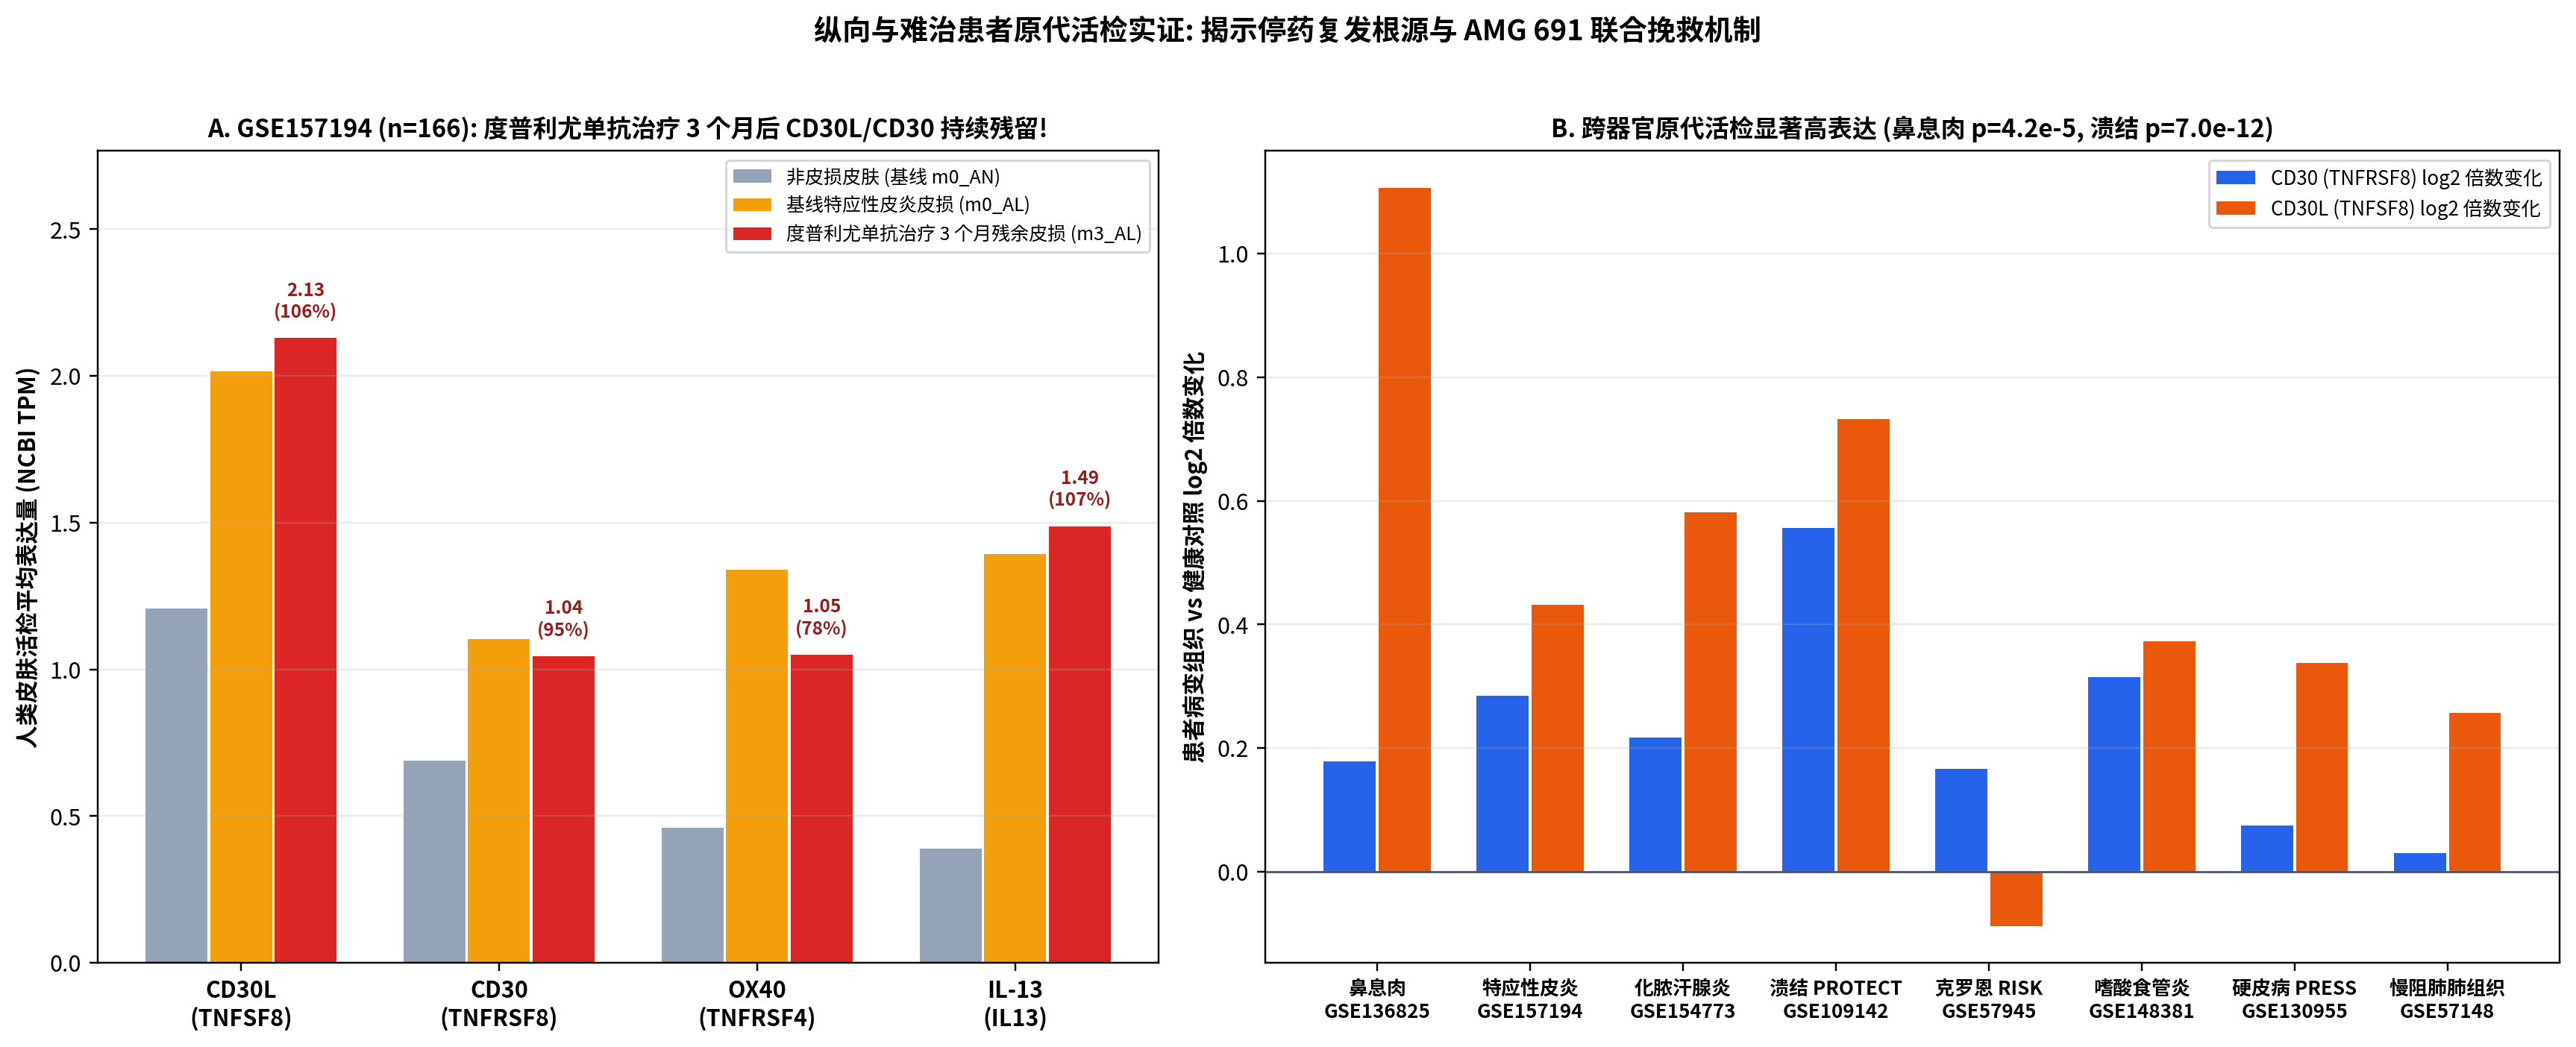 纵向与难治患者原代活检实证: 揭示停药复发根源与 AMG 691 联合挽救机制
A. GSE157194 (n=166): 度普利尤单抗治疗 3 个月后 CD30L/CD30 持续残留!
人类皮肤活检平均表达量 (NCBI TPM)
2.5
2.0
1.5
1.0
0.5
0.0
非皮损皮肤 (基线 m0_AN)
基线特应性皮炎皮损 (m0_AL)
度普利尤单抗治疗 3 个月残余皮损 (m3_AL)
2.13
(106%)
1.04
(95%)
1.05
(78%)
1.49
(107%)
CD30L
(TNFSF8)
CD30
(TNFRSF8)
OX40
(TNFRSF4)
IL-13
(IL13)
B. 跨器官原代活检显著高表达 (鼻息肉 p=4.2e-5, 溃结 p=7.0e-12)
患者病变组织 vs 健康对照 log2 倍数变化
1.0
0.8
0.6
0.4
0.2
0.0
CD30 (TNFRSF8) log2 倍数变化
CD30L (TNFSF8) log2 倍数变化
鼻息肉
GSE136825
特应性皮炎
GSE157194
化脓汗腺炎
GSE154773
溃结 PROTECT
GSE109142
克罗恩 RISK
GSE57945
嗜酸食管炎
GSE148381
硬皮病 PRESS
GSE130955
慢阻肺肺组织
GSE57148